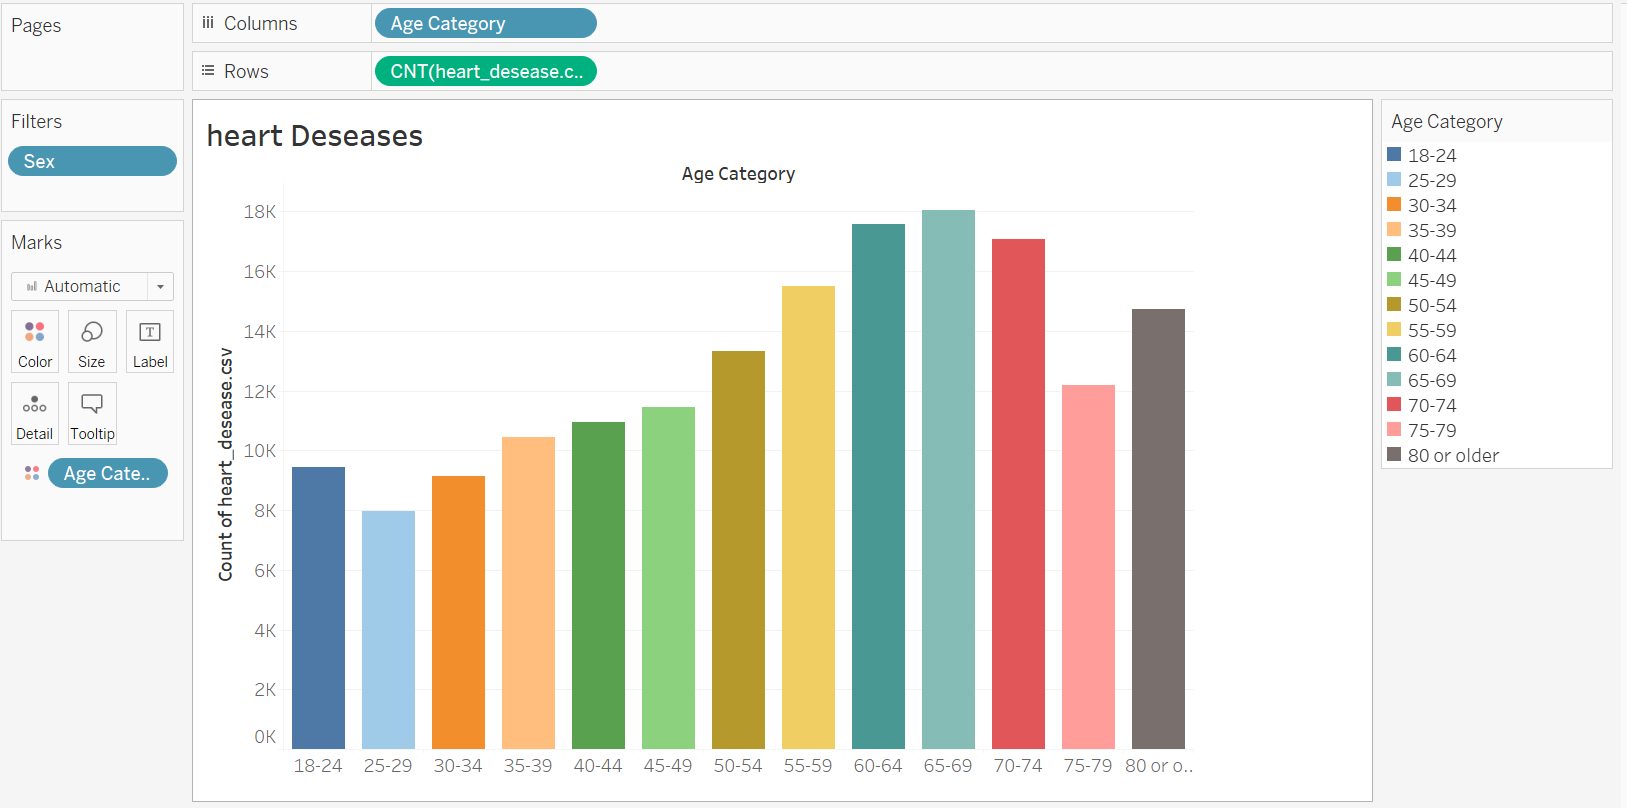 Pages
Columns
Age Category
Rows
CNT(heart_desease.c..
Filters
Sex
Marks
Automatic
Color
Size
Label
Detail
Tooltip
Age Cate..
heart Deseases
Age Category
Count of heart_desease.csv
18K
16K
14K
12K
10K
8K
6K
4K
2K
0K
18-24 25-29 30-34 35-39 40-44 45-49 50-54 55-59 60-64 65-69 70-74 75-79 80 or o..
Age Category
18-24
25-29
30-34
35-39
40-44
45-49
50-54
55-59
60-64
65-69
70-74
75-79
80 or older